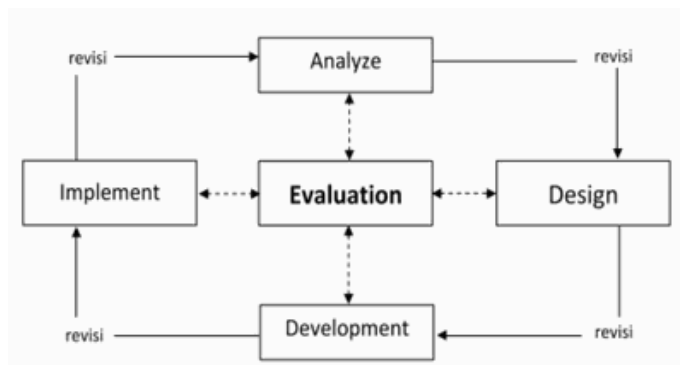 revisi
Analyze
revisi
Implement
Evaluation
Design
revisi
Development
revisi